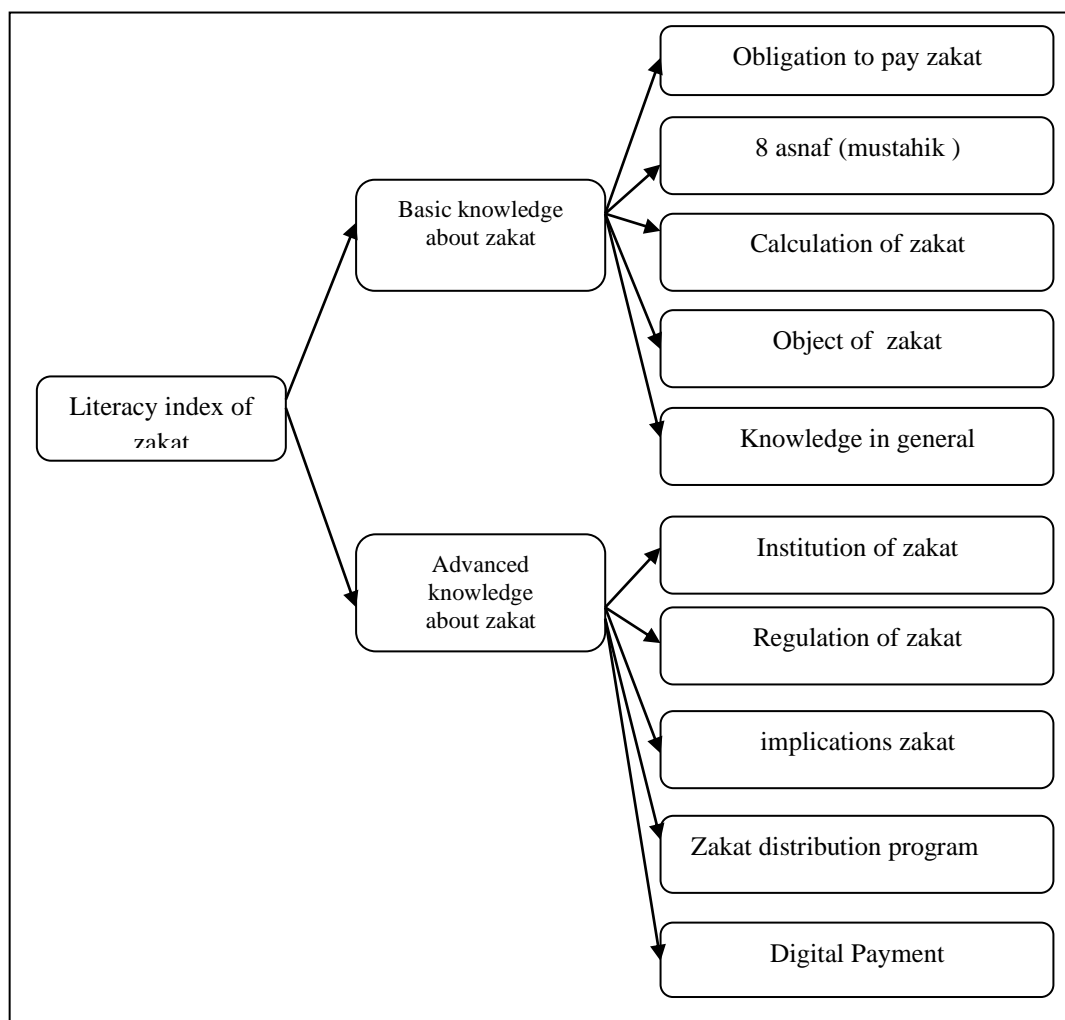 Obligation to pay zakat
8 asnaf (mustahik )
Basic knowledge
about zakat
Calculation of zakat
Object of  zakat
Literacy index of
zakat
Knowledge in general
Advanced
knowledge
about zakat
Institution of zakat
Regulation of zakat
implications zakat
Zakat distribution program
Digital Payment